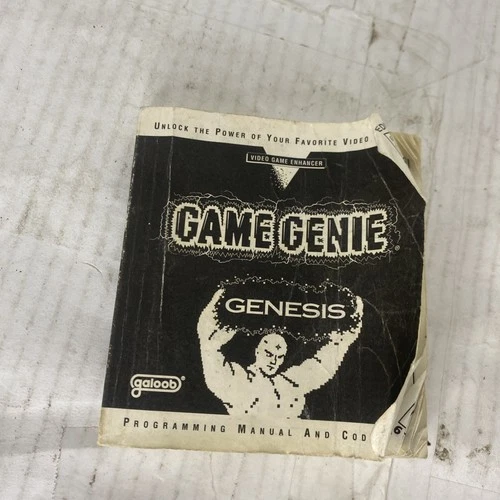 UNLOCK THE POWER OF YOUR FAVORITE VIDEO
VIDEO GAME ENHANCER
GAME GENIE
GENESIS
galoob®
PROGRAMMING MANUAL AND COD